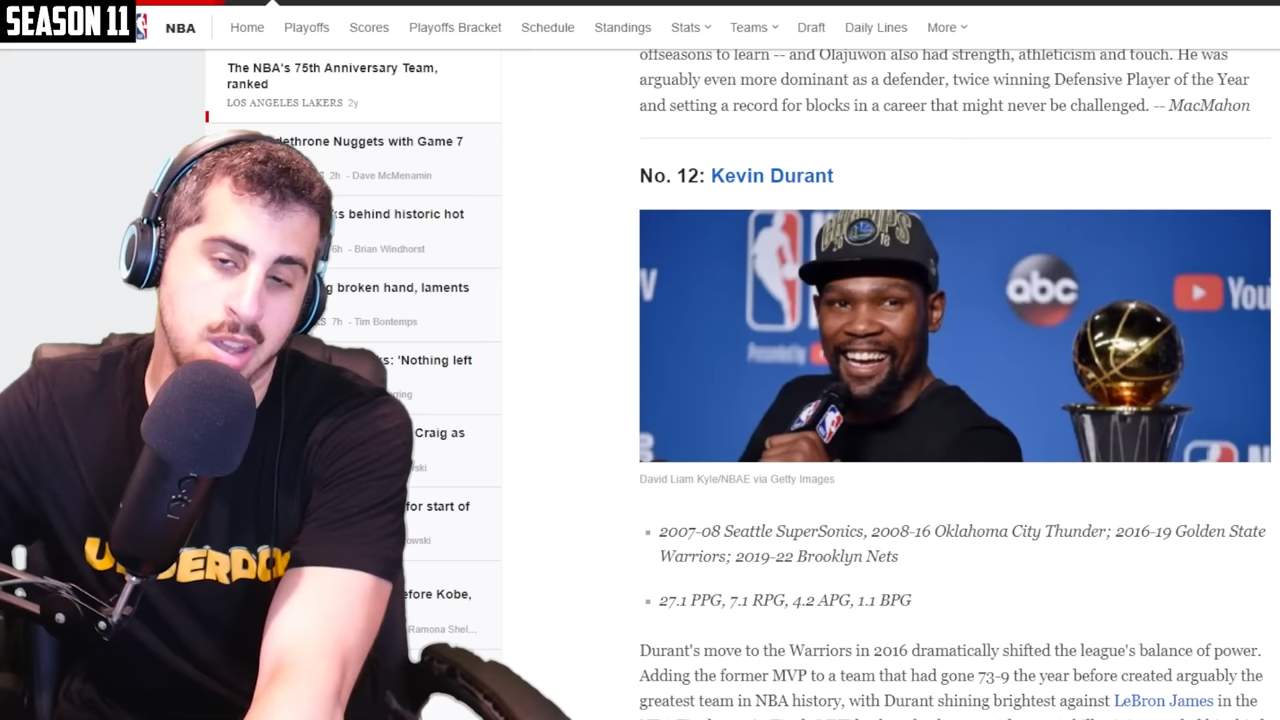 SEASON 11
NBA
Home
Playoffs
Scores
Playoffs Bracket
Schedule
Standings
Stats
Teams
Draft
Daily Lines
More
The NBA's 75th Anniversary Team,
ranked
LOS ANGELES LAKERS 2y
dethrone Nuggets with Game 7
2h - Dave McMenamin
behind historic hot
6h - Brian Windhorst
broken hand, laments
7h - Tim Bontemps
'Nothing left
Craig as
for start of
Kobe,
Ramona Shel...
offseasons to learn -- and Olajuwon also had strength, athleticism and touch. He was
arguably even more dominant as a defender, twice winning Defensive Player of the Year
and setting a record for blocks in a career that might never be challenged. -- MacMahon
No. 12: Kevin Durant
CHAMPS
18
abc
YouT
NBA
Presented by
David Liam Kyle/NBAE via Getty Images
2007-08 Seattle SuperSonics, 2008-16 Oklahoma City Thunder; 2016-19 Golden State
Warriors; 2019-22 Brooklyn Nets
27.1 PPG, 7.1 RPG, 4.2 APG, 1.1 BPG
Durant's move to the Warriors in 2016 dramatically shifted the league's balance of power.
Adding the former MVP to a team that had gone 73-9 the year before created arguably the
greatest team in NBA history, with Durant shining brightest against LeBron James in the